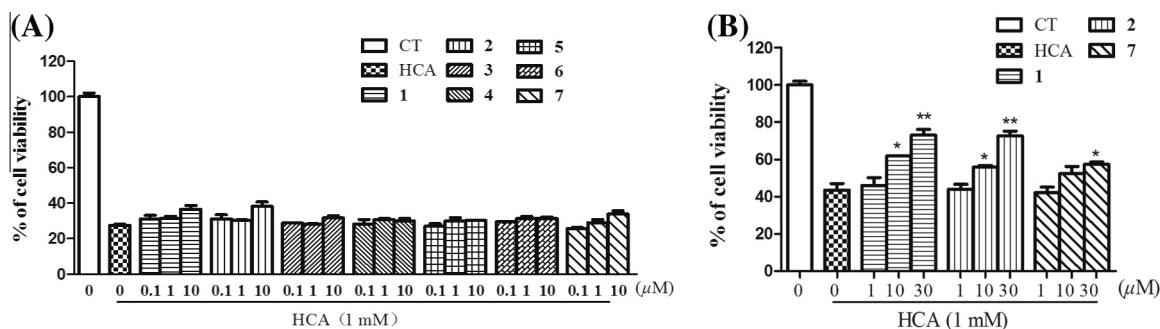 (A)
CT 2 5
HCA 3 6
1 4 7
% of cell viability
120
100
80
60
40
20
0
0 0 0.1 1 10 0.1 1 10 0.1 1 10 0.1 1 10 0.1 1 10 0.1 1 10 0.1 1 10 (μM)
HCA (1 mM)
(B)
CT 2
HCA 7
1
% of cell viability
120
100
80
60
40
20
0
* ** * ** *
0 0 1 10 30 1 10 30 1 10 30 (μM)
HCA (1 mM)